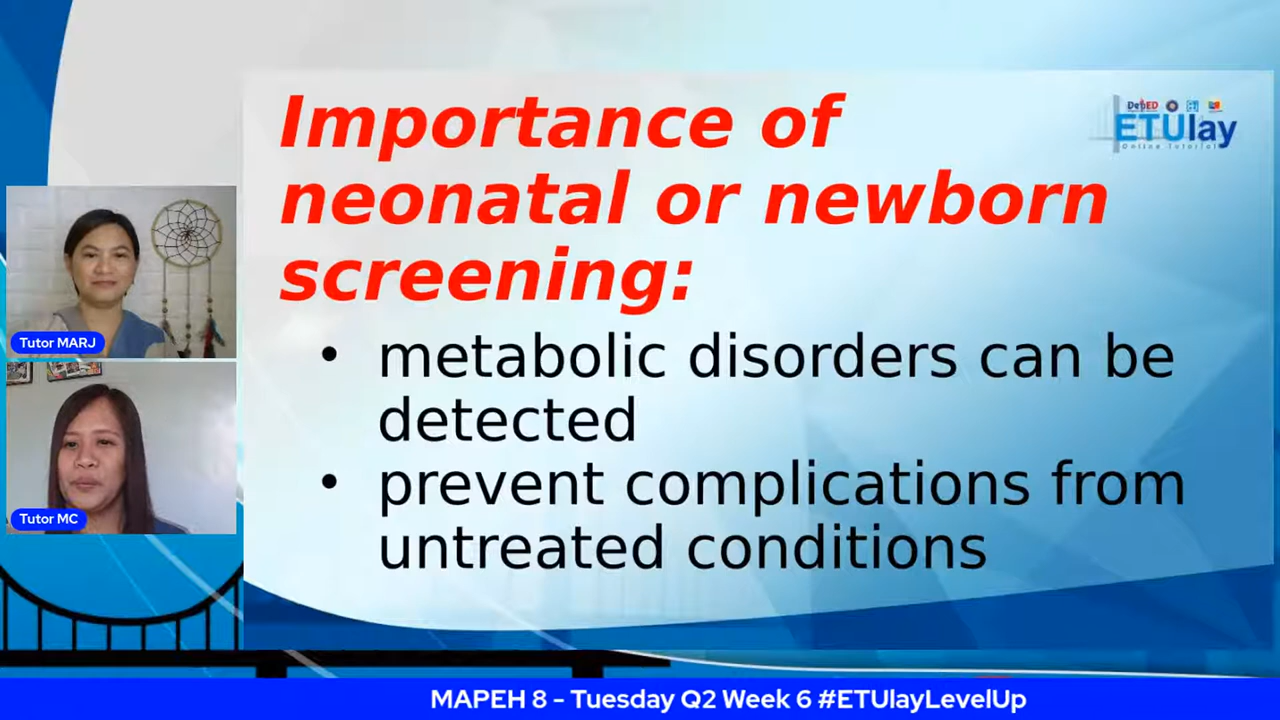 Importance of
neonatal or newborn
screening:
• metabolic disorders can be
detected
• prevent complications from
untreated conditions
DepED
ETUlay
Online Tutorial
Tutor MARJ
Tutor MC
MAPEH 8 - Tuesday Q2 Week 6 #ETUlayLevelUp